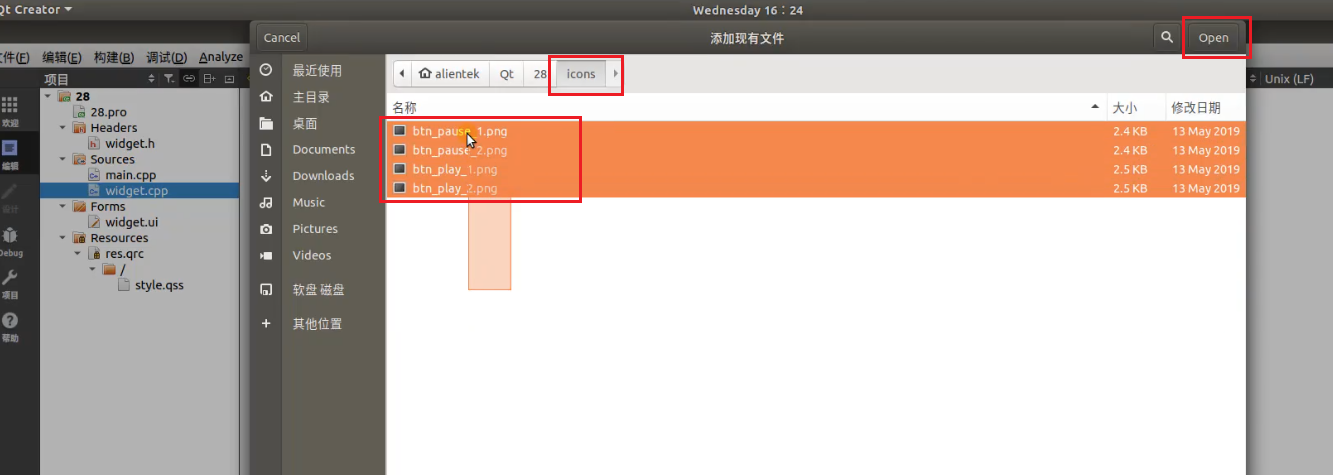 Qt Creator
Wednesday 16：24
Cancel
添加现有文件
Open
文件(F) 编辑(E) 构建(B) 调试(D) Analyze
项目
Unix (LF)
欢迎
编辑
设计
Debug
项目
帮助
28
28.pro
Headers
widget.h
Sources
main.cpp
widget.cpp
Forms
widget.ui
Resources
res.qrc
/
style.qss
最近使用
主目录
桌面
Documents
Downloads
Music
Pictures
Videos
软盘 磁盘
其他位置
alientek Qt 28 icons
名称 大小 修改日期
btn_pause_1.png 2.4 KB 13 May 2019
btn_pause_2.png 2.4 KB 13 May 2019
btn_play_1.png 2.5 KB 13 May 2019
btn_play_2.png 2.5 KB 13 May 2019